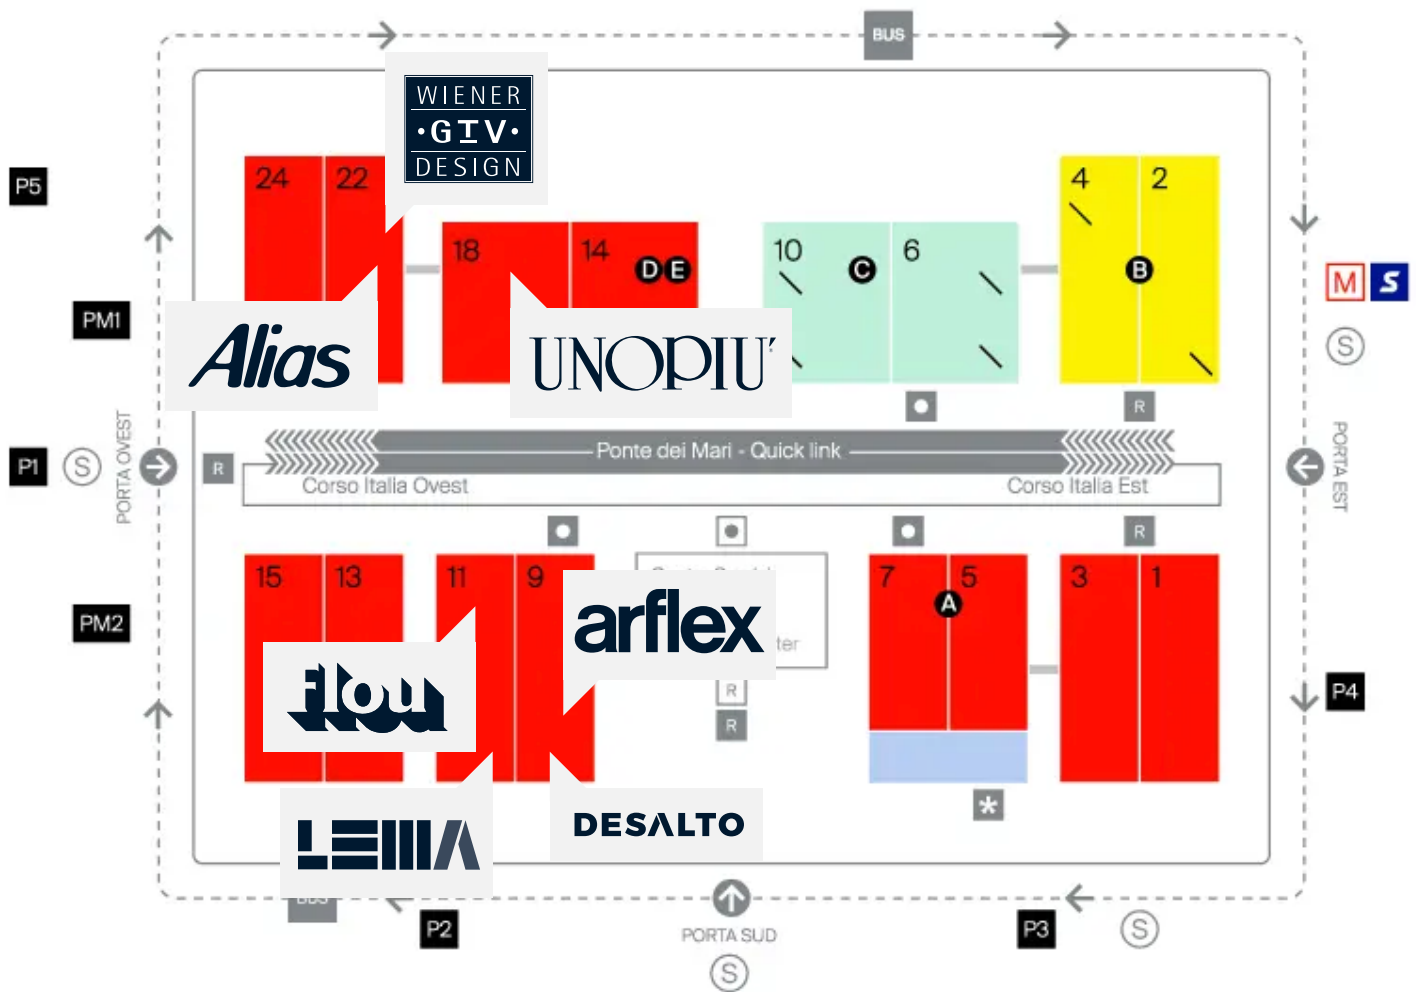 BUS
WIENER
GTV
DESIGN
24
22
P5
4
2
18
14
D
E
10
C
6
B
M
S
PM1
S
Alias
UNOPIU´
R
Ponte dei Mari - Quick link
P1
S
PORTA OVEST
R
Corso Italia Ovest
Corso Italia Est
PORTA EST
R
15
13
11
9
7
5
3
1
A
arflex
PM2
ter
flou
R
P4
R
*
LEMA
DESALTO
BUS
P2
P3
S
PORTA SUD
S